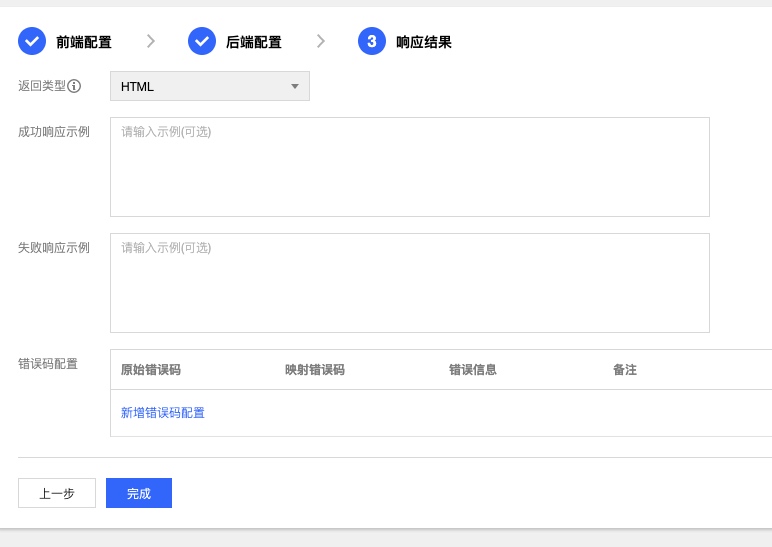 前端配置 后端配置 3 响应结果
返回类型 HTML
成功响应示例 请输入示例(可选)
失败响应示例 请输入示例(可选)
错误码配置 原始错误码 映射错误码 错误信息 备注
新增错误码配置
上一步 完成